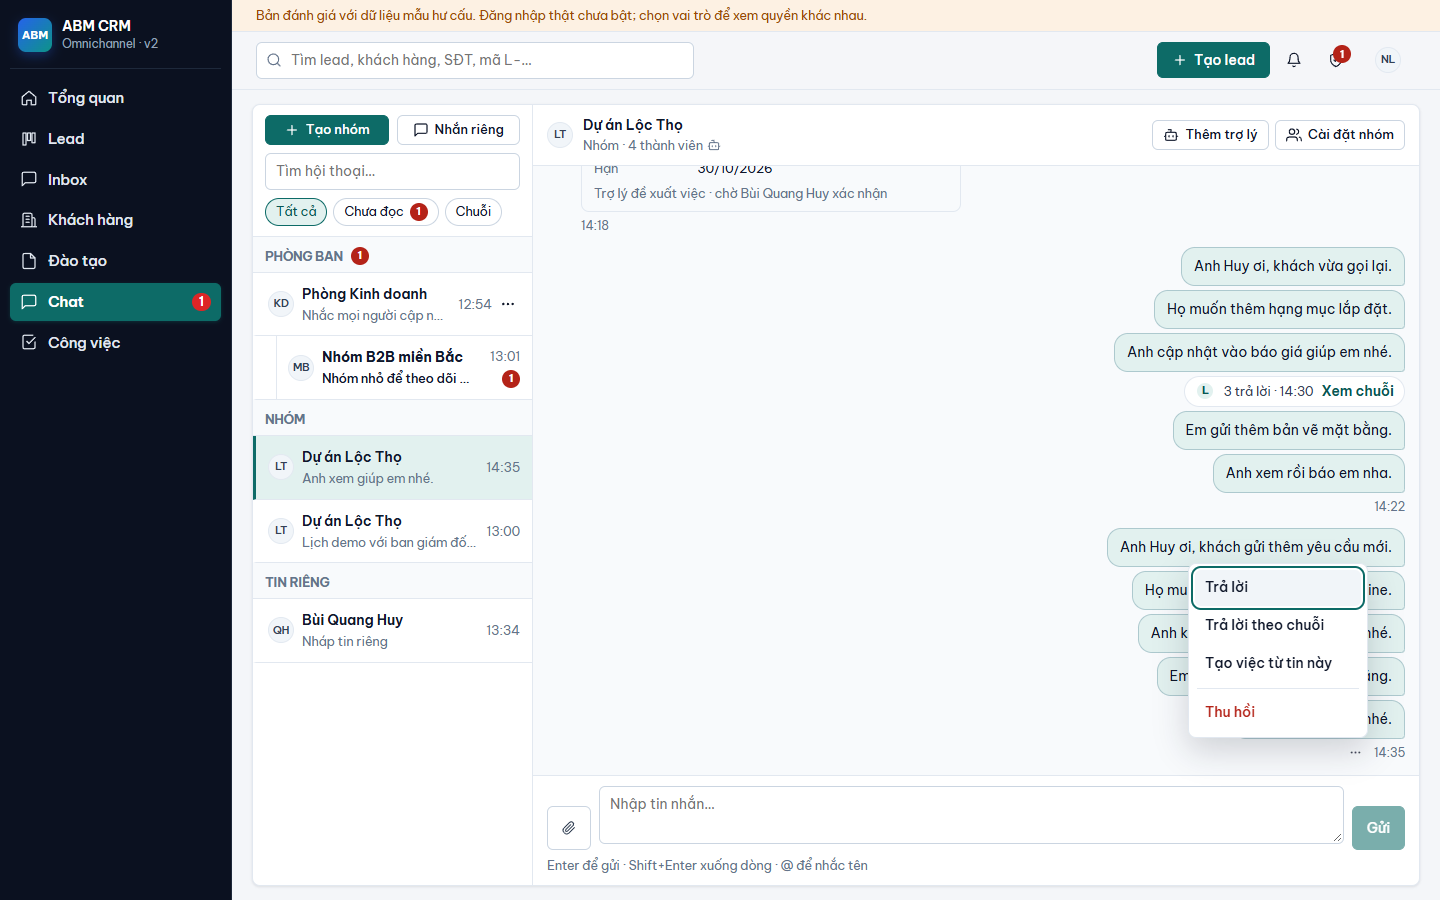 Bản đánh giá với dữ liệu mẫu hư cấu. Đăng nhập thật chưa bật; chọn vai trò để xem quyền khác nhau.
ABM
ABM CRM
Omnichannel · v2
Tổng quan
Lead
Inbox
Khách hàng
Đào tạo
Chat 1
Công việc
Tìm lead, khách hàng, SĐT, mã L-...
Tạo lead
1
NL
Tạo nhóm
Nhắn riêng
Tìm hội thoại...
Tất cả
Chưa đọc 1
Chuỗi
PHÒNG BAN 1
KD
Phòng Kinh doanh
12:54
Nhắc mọi người cập n...
MB
Nhóm B2B miền Bắc
13:01
Nhóm nhỏ để theo dõi ...
1
NHÓM
LT
Dự án Lộc Thọ
14:35
Anh xem giúp em nhé.
LT
Dự án Lộc Thọ
13:00
Lịch demo với ban giám đố...
TIN RIÊNG
QH
Bùi Quang Huy
13:34
Nháp tin riêng
LT
Dự án Lộc Thọ
Nhóm · 4 thành viên
Thêm trợ lý
Cài đặt nhóm
Hạn 30/10/2026
Trợ lý đề xuất việc · chờ Bùi Quang Huy xác nhận
14:18
Anh Huy ơi, khách vừa gọi lại.
Họ muốn thêm hạng mục lắp đặt.
Anh cập nhật vào báo giá giúp em nhé.
L 3 trả lời · 14:30 Xem chuỗi
Em gửi thêm bản vẽ mặt bằng.
Anh xem rồi báo em nha.
14:22
Anh Huy ơi, khách gửi thêm yêu cầu mới.
Họ mu
ine.
Anh k
nhé.
Em
ằng.
nhé.
Trả lời
Trả lời theo chuỗi
Tạo việc từ tin này
Thu hồi
... 14:35
Nhập tin nhắn...
Gửi
Enter để gửi · Shift+Enter xuống dòng · @ để nhắc tên